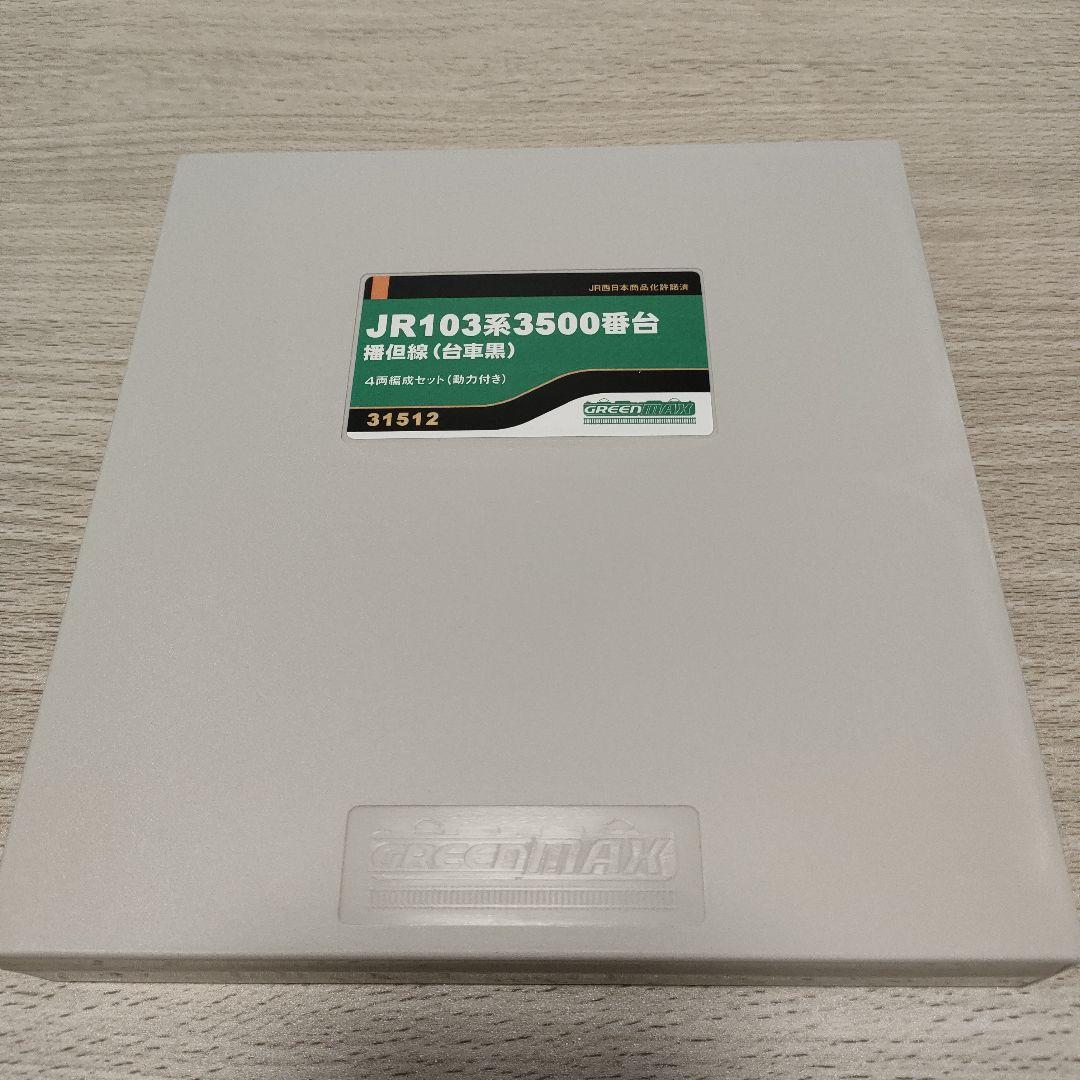 JR西日本商品化許諾済
JR103系3500番台
播但線(台車黒)
4両編成セット(動力付き)
31512
GREENMAX
GREENMAX